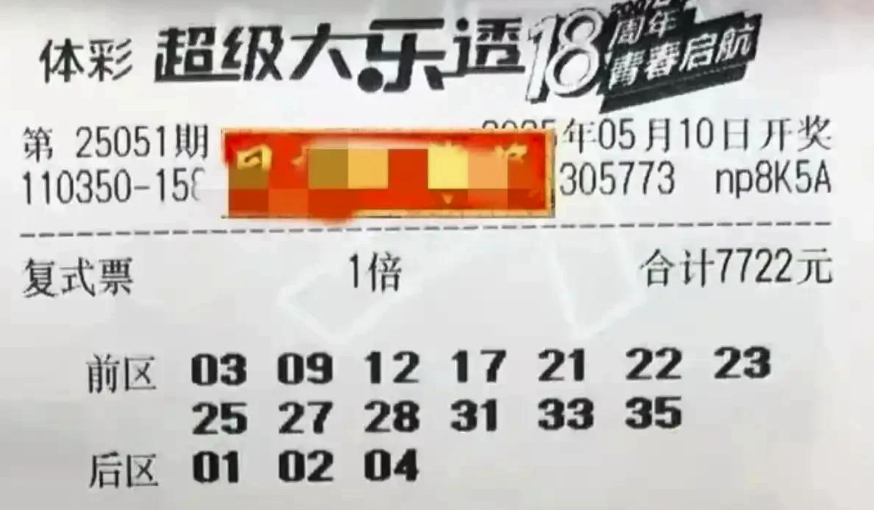 体彩 超级大乐透 18周年 青春启航
第 25051期 年05月10日开奖
110350-15 305773 np8K5A
复式票 1倍 合计7722元
前区 03 09 12 17 21 22 23
25 27 28 31 33 35
后区 01 02 04